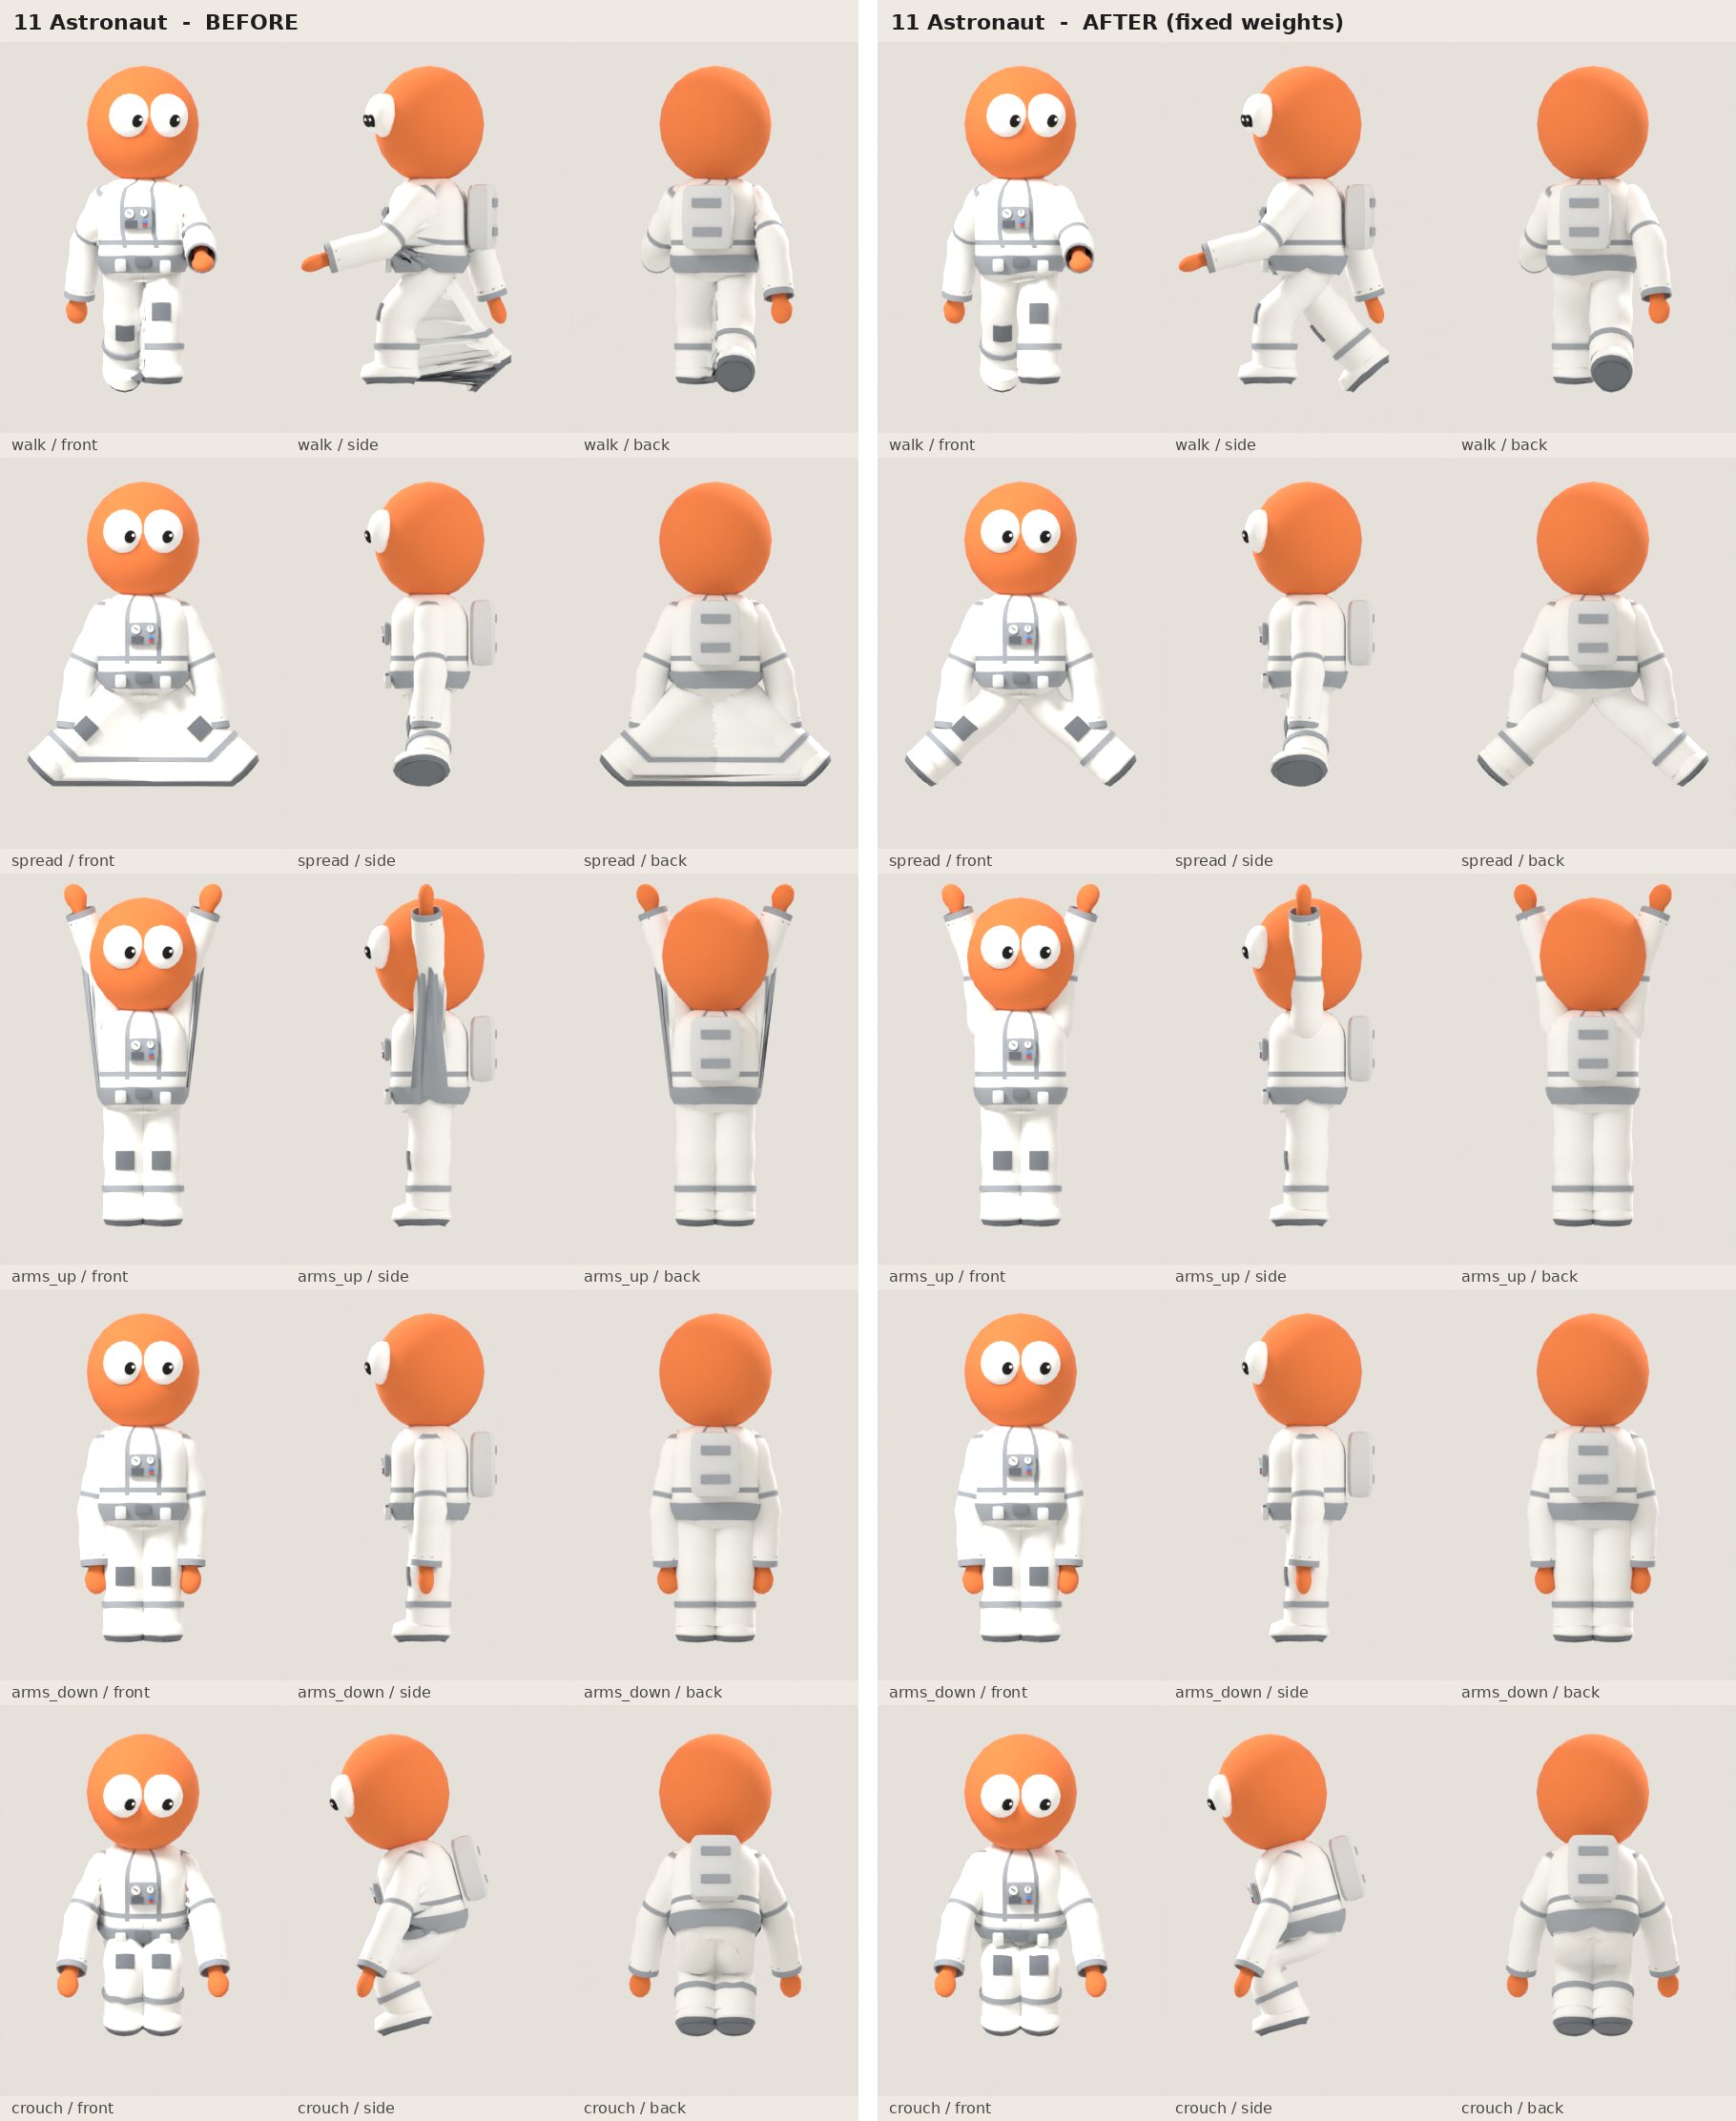 11 Astronaut  -  BEFORE
11 Astronaut  -  AFTER (fixed weights)
walk / front
walk / side
walk / back
walk / front
walk / side
walk / back
spread / front
spread / side
spread / back
spread / front
spread / side
spread / back
arms_up / front
arms_up / side
arms_up / back
arms_up / front
arms_up / side
arms_up / back
arms_down / front
arms_down / side
arms_down / back
arms_down / front
arms_down / side
arms_down / back
crouch / front
crouch / side
crouch / back
crouch / front
crouch / side
crouch / back